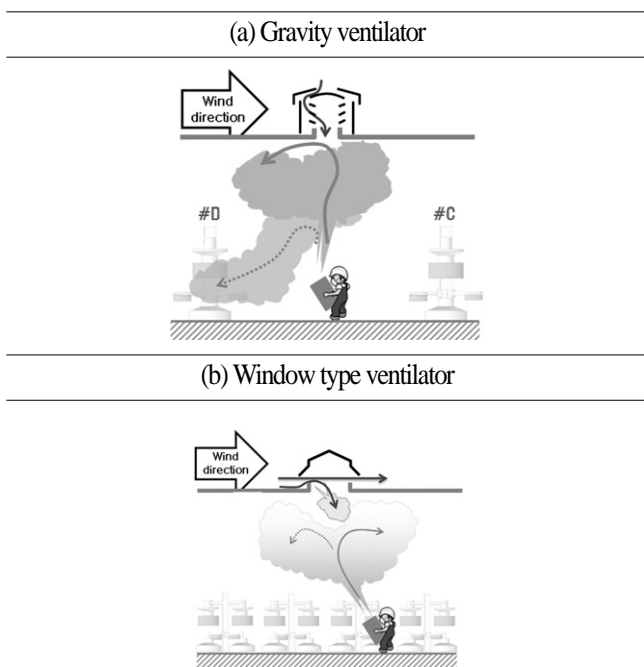 (a) Gravity ventilator
Wind
direction
#D
#C
(b) Window type ventilator
Wind
direction